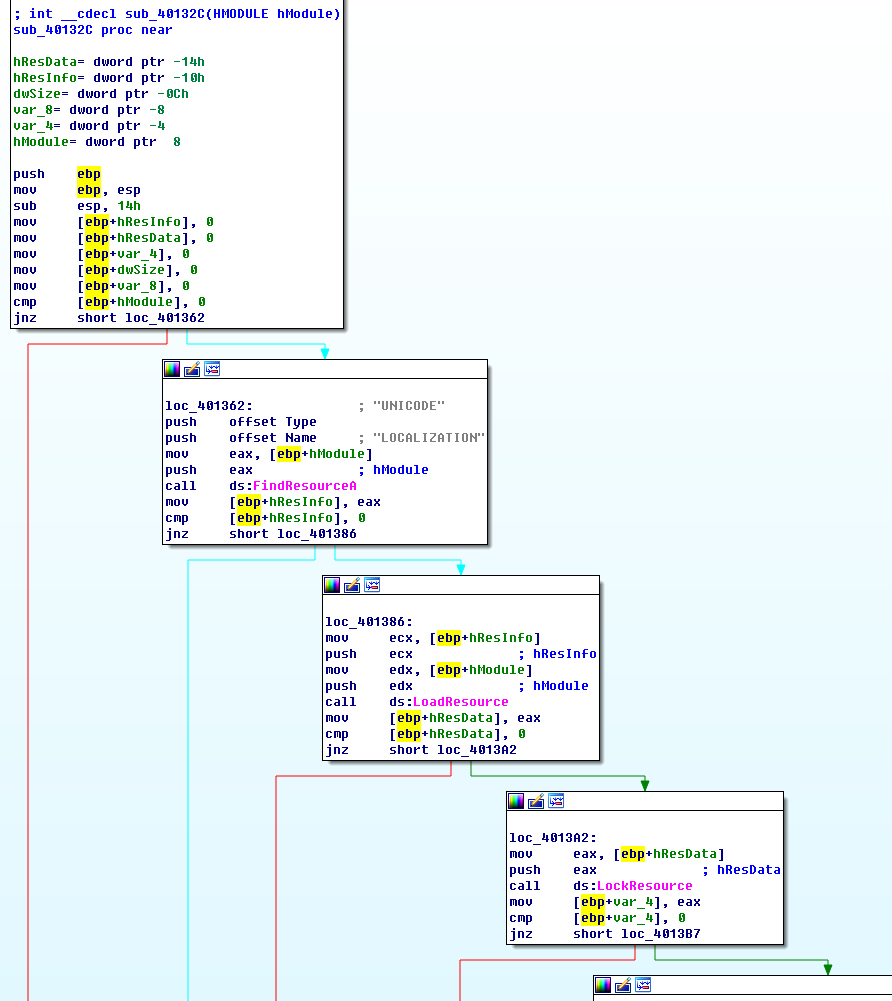 ; int __cdecl sub_40132C(HMODULE hModule)
sub_40132C proc near
hResData= dword ptr -14h
hResInfo= dword ptr -10h
dwSize= dword ptr -0Ch
var_8= dword ptr -8
var_4= dword ptr -4
hModule= dword ptr  8
push    ebp
mov     ebp, esp
sub     esp, 14h
mov     [ebp+hResInfo], 0
mov     [ebp+hResData], 0
mov     [ebp+var_4], 0
mov     [ebp+dwSize], 0
mov     [ebp+var_8], 0
cmp     [ebp+hModule], 0
jnz     short loc_401362
loc_401362:             ; "UNICODE"
push    offset Type
push    offset Name     ; "LOCALIZATION"
mov     eax, [ebp+hModule]
push    eax             ; hModule
call    ds:FindResourceA
mov     [ebp+hResInfo], eax
cmp     [ebp+hResInfo], 0
jnz     short loc_401386
loc_401386:
mov     ecx, [ebp+hResInfo]
push    ecx             ; hResInfo
mov     edx, [ebp+hModule]
push    edx             ; hModule
call    ds:LoadResource
mov     [ebp+hResData], eax
cmp     [ebp+hResData], 0
jnz     short loc_4013A2
loc_4013A2:
mov     eax, [ebp+hResData]
push    eax             ; hResData
call    ds:LockResource
mov     [ebp+var_4], eax
cmp     [ebp+var_4], 0
jnz     short loc_4013B7